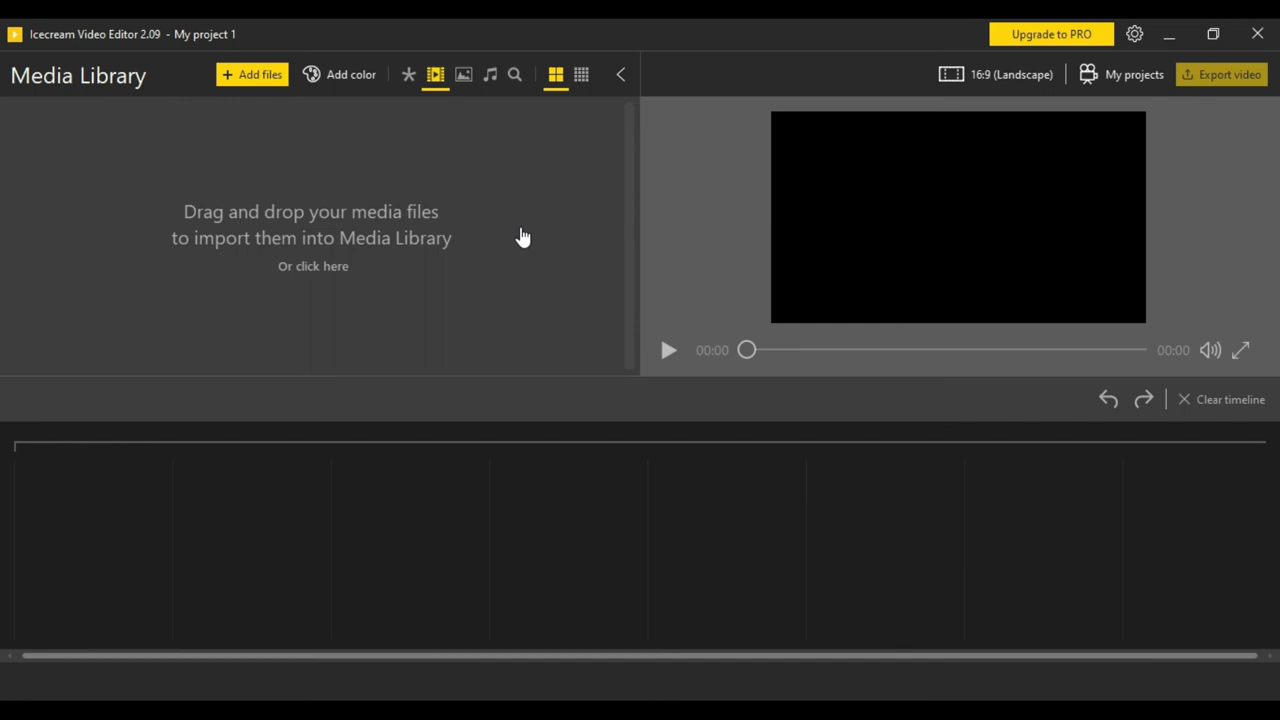 Icecream Video Editor 2.09 - My project 1
Upgrade to PRO
Media Library
+ Add files
Add color
16:9 (Landscape)
My projects
Export video
Drag and drop your media files
to import them into Media Library
Or click here
00:00
00:00
Clear timeline